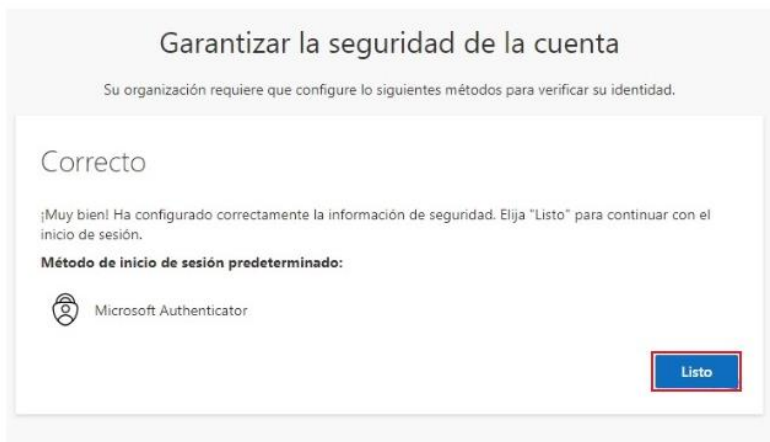 Garantizar la seguridad de la cuenta
Su organización requiere que configure lo siguientes métodos para verificar su identidad.
Correcto
¡Muy bien! Ha configurado correctamente la información de seguridad. Elija "Listo" para continuar con el
inicio de sesión.
Método de inicio de sesión predeterminado:
Microsoft Authenticator
Listo